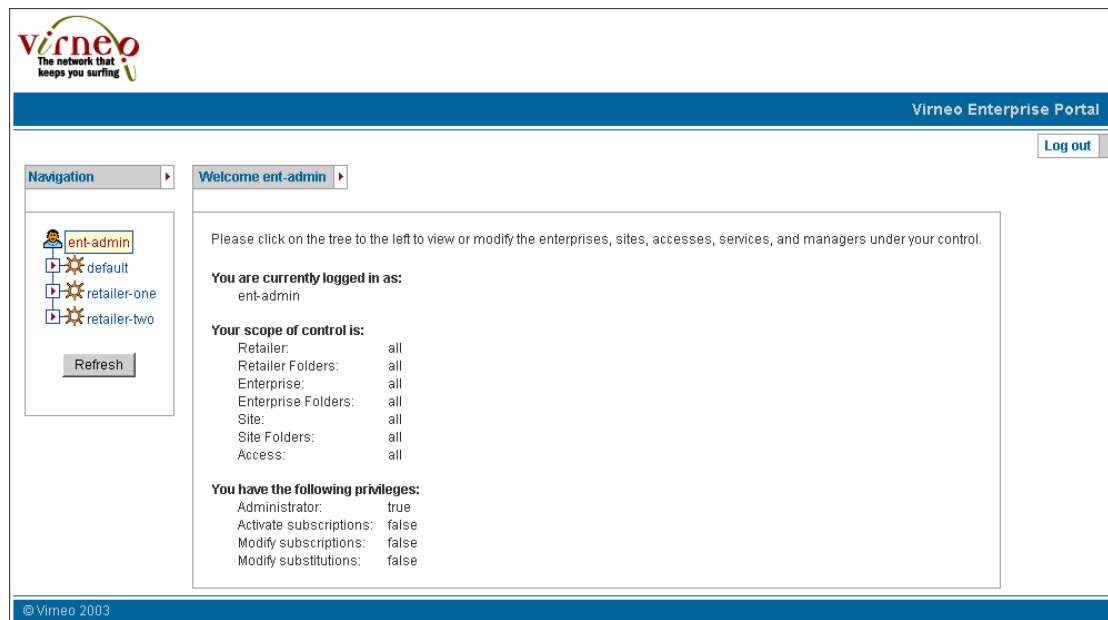 Virneo
The network that
keeps you surfing
Virneo Enterprise Portal
Log out
Navigation
Welcome ent-admin
ent-admin
default
retailer-one
retailer-two
Refresh
Please click on the tree to the left to view or modify the enterprises, sites, accesses, services, and managers under your control.
You are currently logged in as:
ent-admin
Your scope of control is:
Retailer: all
Retailer Folders: all
Enterprise: all
Enterprise Folders: all
Site: all
Site Folders: all
Access: all
You have the following privileges:
Administrator: true
Activate subscriptions: false
Modify subscriptions: false
Modify substitutions: false
© Virneo 2003